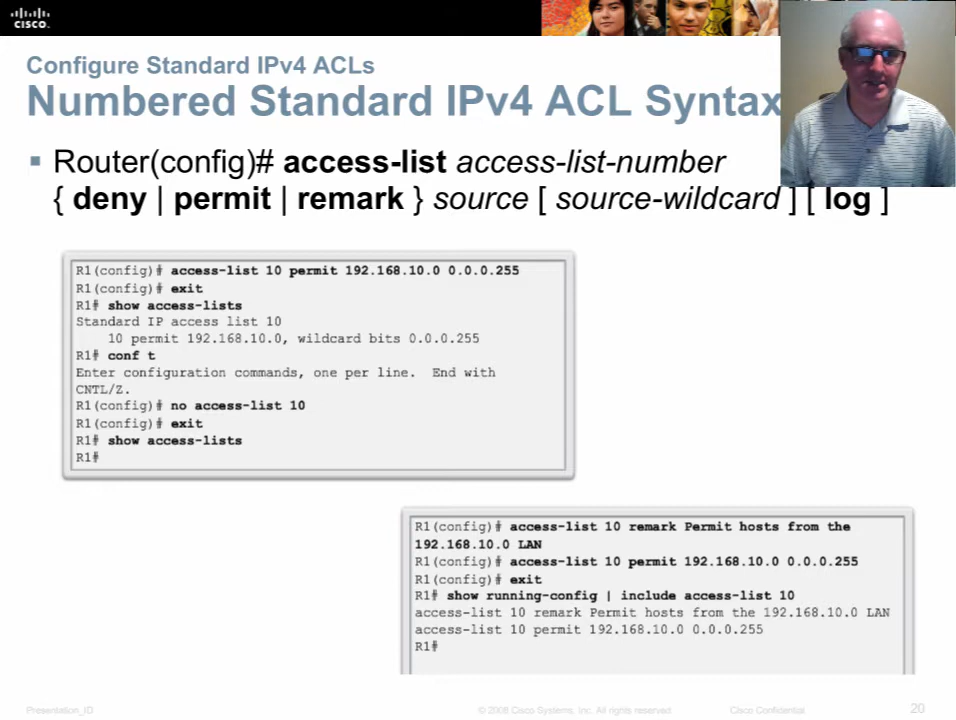 CISCO
Configure Standard IPv4 ACLs
Numbered Standard IPv4 ACL Syntax
Router(config)# access-list access-list-number
{ deny | permit | remark } source [ source-wildcard ] [ log ]
R1(config)# access-list 10 permit 192.168.10.0 0.0.0.255
R1(config)# exit
R1# show access-lists
Standard IP access list 10
10 permit 192.168.10.0, wildcard bits 0.0.0.255
R1# conf t
Enter configuration commands, one per line. End with
CNTL/Z.
R1(config)# no access-list 10
R1(config)# exit
R1# show access-lists
R1#
R1(config)# access-list 10 remark Permit hosts from the
192.168.10.0 LAN
R1(config)# access-list 10 permit 192.168.10.0 0.0.0.255
R1(config)# exit
R1# show running-config | include access-list 10
access-list 10 remark Permit hosts from the 192.168.10.0 LAN
access-list 10 permit 192.168.10.0 0.0.0.255
R1#
Presentation_ID © 2008 Cisco Systems, Inc. All rights reserved. Cisco Confidential 20